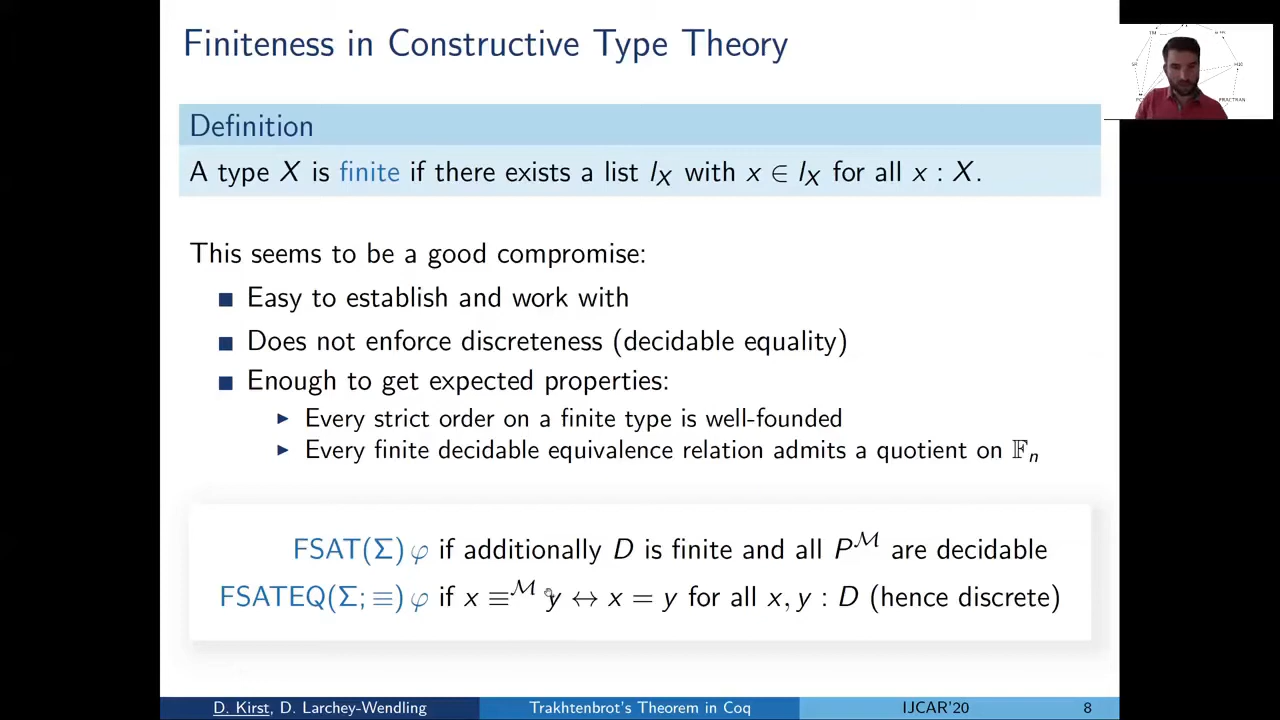 Finiteness in Constructive Type Theory
Definition
A type X is finite if there exists a list l_X with x ∈ l_X for all x : X.
This seems to be a good compromise:
■ Easy to establish and work with
■ Does not enforce discreteness (decidable equality)
■ Enough to get expected properties:
▶ Every strict order on a finite type is well-founded
▶ Every finite decidable equivalence relation admits a quotient on 𝔽_n
FSAT(Σ) φ if additionally D is finite and all P^ℳ are decidable
FSATEQ(Σ; ≡) φ if x ≡^ℳ y ↔ x = y for all x, y : D (hence discrete)
D. Kirst, D. Larchey-Wendling
Trakhtenbrot's Theorem in Coq
IJCAR'20
8
TM
FRACTRAN